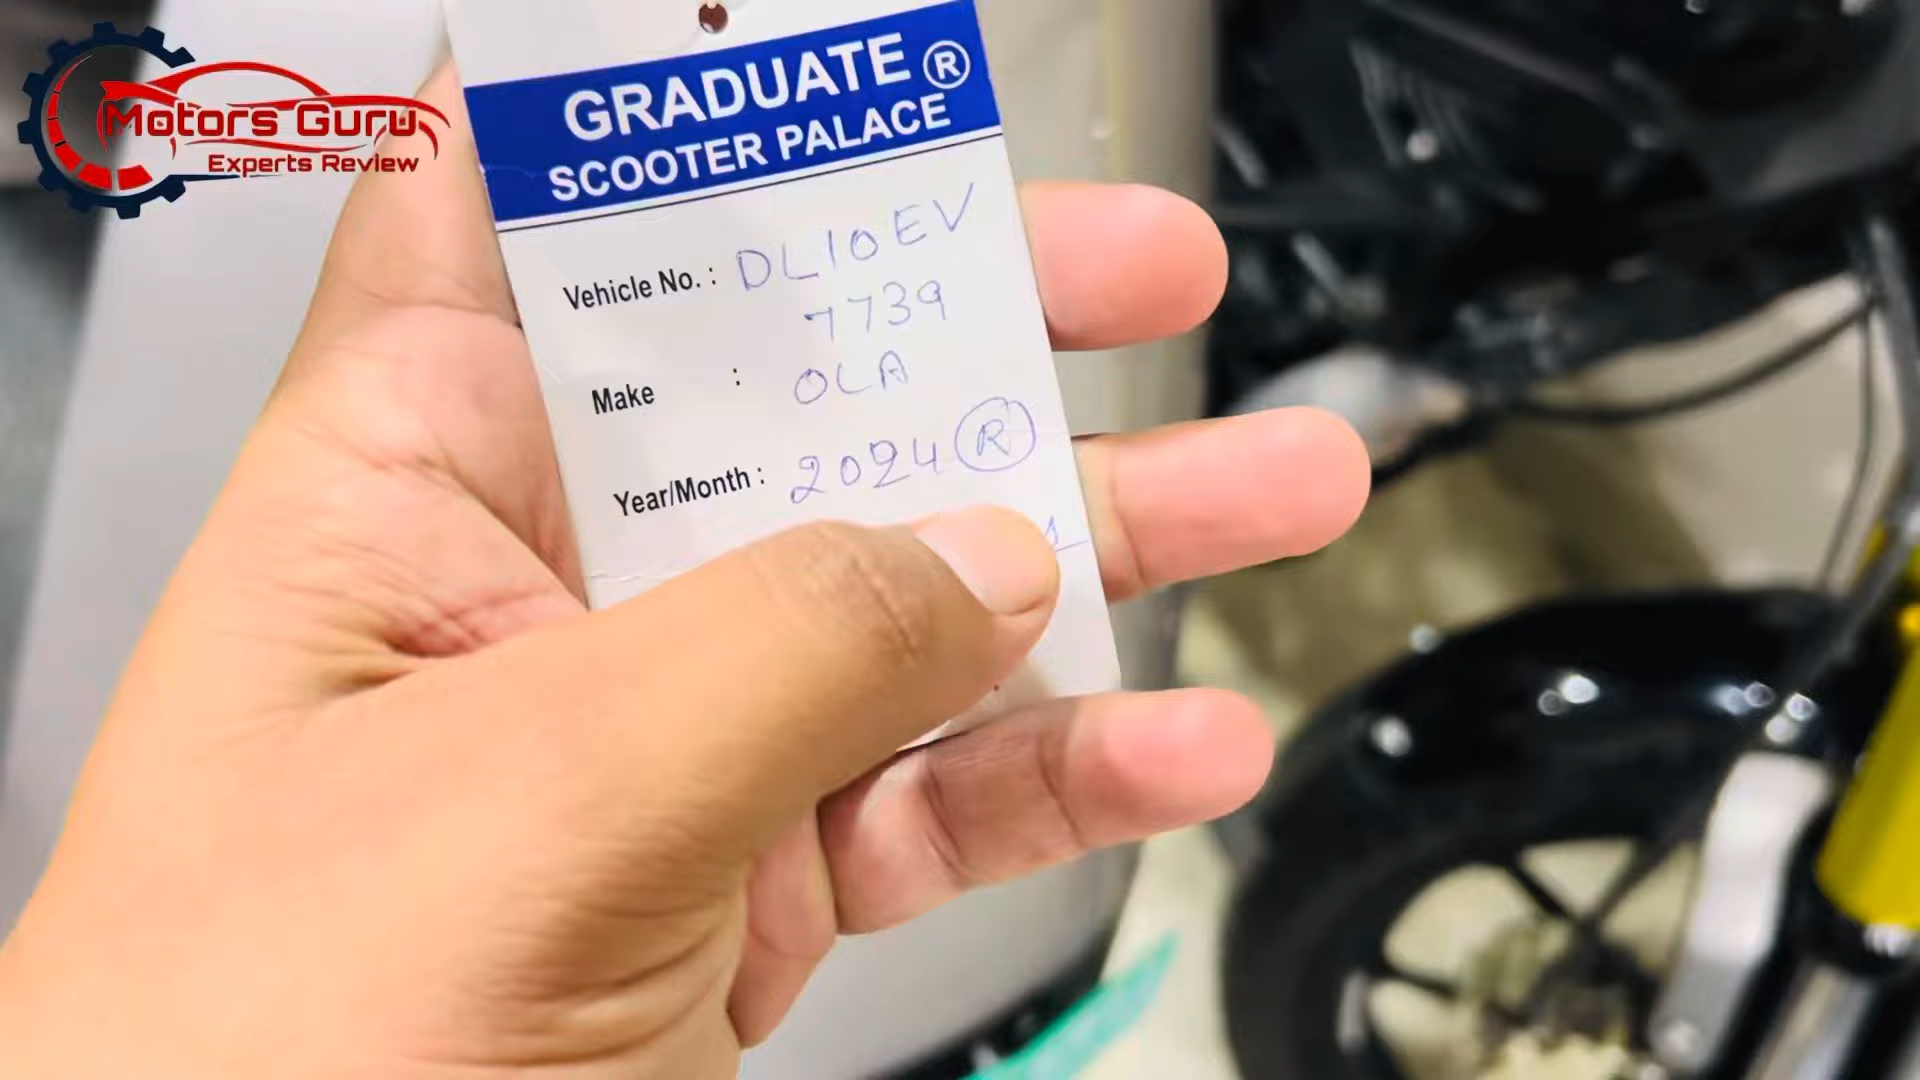 Motors Guru
Experts Review
GRADUATE ®
SCOOTER PALACE
Vehicle No. : DL10EV
7739
Make : OLA
Year/Month : 2024 Ⓡ